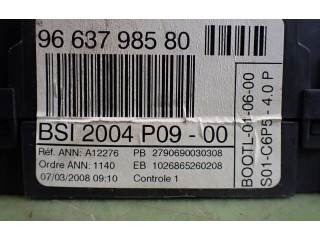 96 637 985 80
BSI 2004 P09 - 00
Réf. ANN: A12276 PB 2790690030308
Ordre ANN: 1140 EB 1026865260208
07/03/2008 09:10 Controle 1
BOOTL-01-06-00
S01-C6PS - 4.0 P